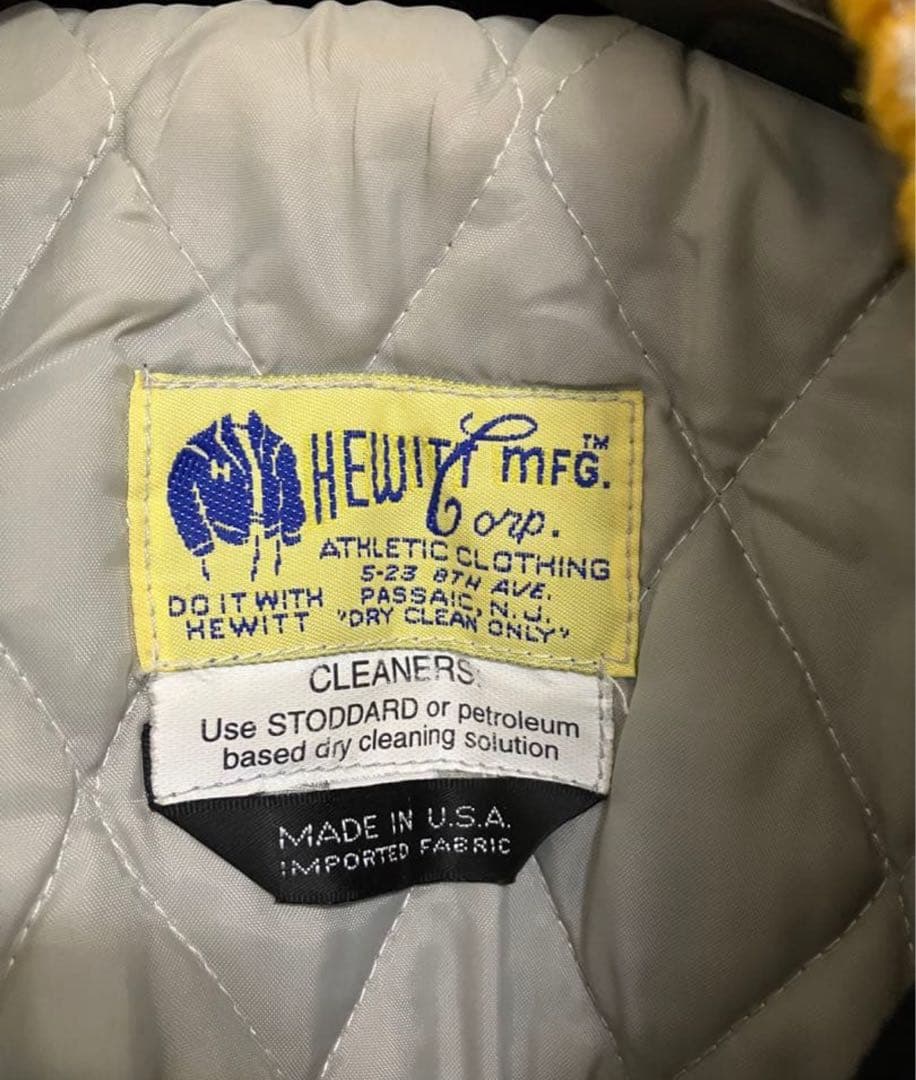 HEWITT MFG.™
Corp.
ATHLETIC CLOTHING
5-23 8TH AVE.
PASSAIC, N. J.
"DRY CLEAN ONLY"
DO IT WITH
HEWITT
CLEANERS:
Use STODDARD or petroleum
based dry cleaning solution
MADE IN U.S.A.
IMPORTED FABRIC